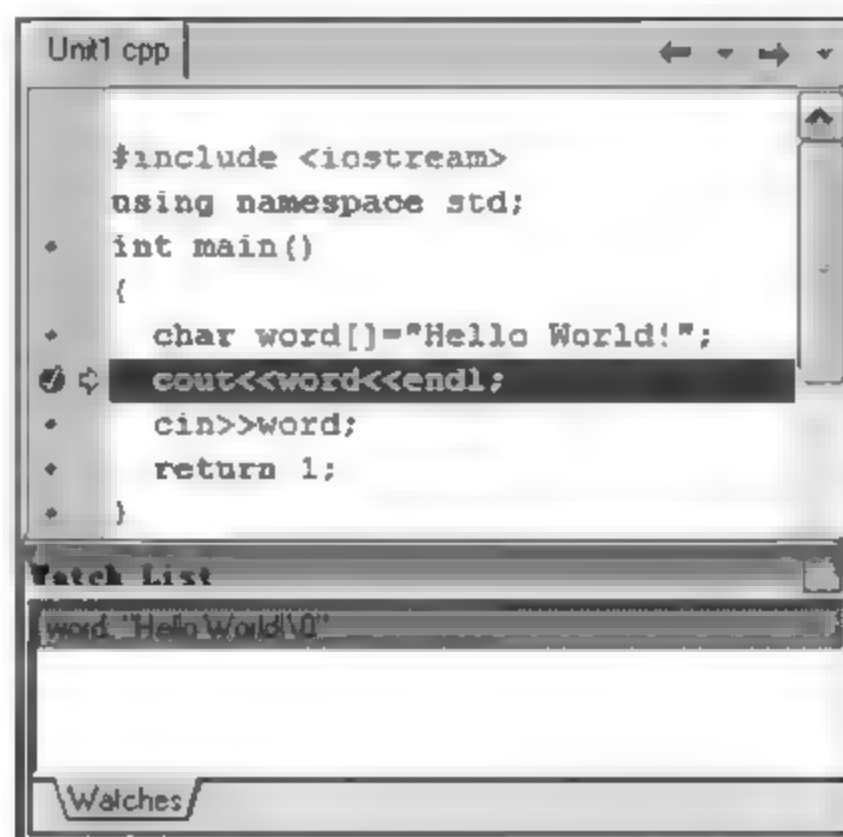 Unit1 cpp
#include <iostream>
using namespace std;
int main()
{
char word[]="Hello World!";
cout<<word<<endl;
cin>>word;
return 1;
}
Watch List
word: "Hello World!\0"
Watches